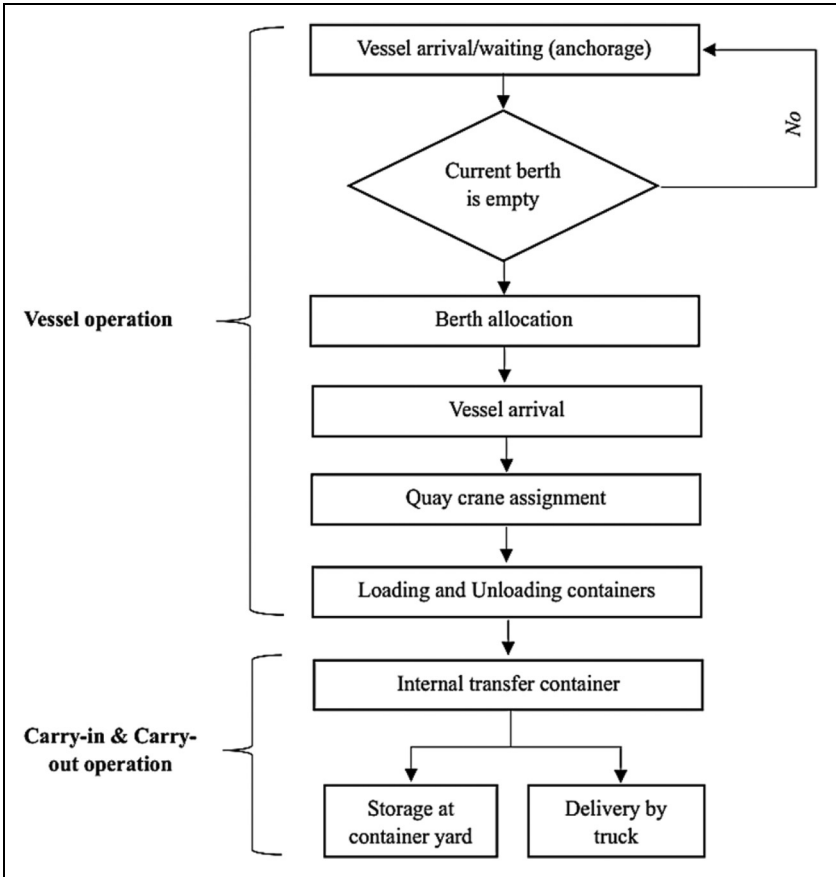 Vessel arrival/waiting (anchorage)
No
Current berth
is empty
Vessel operation
Berth allocation
Vessel arrival
Quay crane assignment
Loading and Unloading containers
Internal transfer container
Carry-in & Carry-
out operation
Storage at
container yard
Delivery by
truck